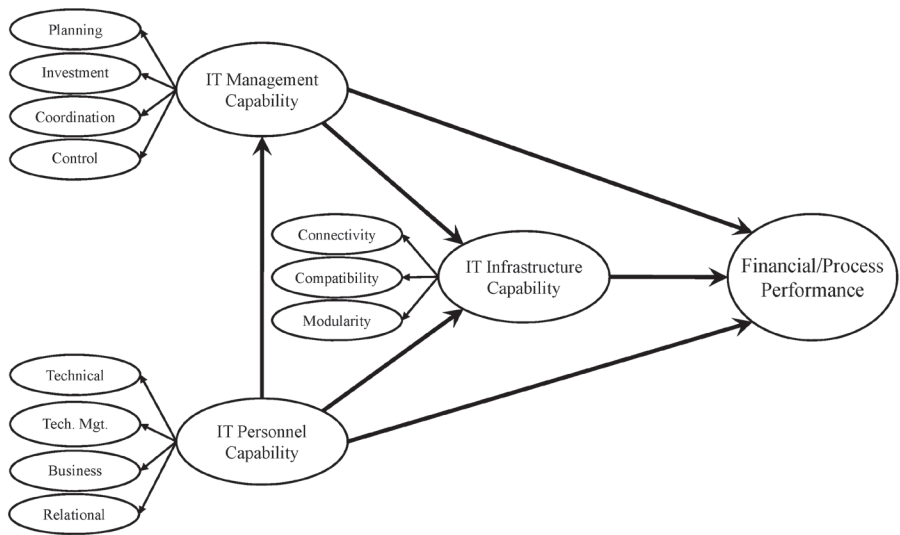 Planning
Investment
Coordination
Control
IT Management
Capability
Connectivity
Compatibility
Modularity
IT Infrastructure
Capability
Financial/Process
Performance
Technical
Tech. Mgt.
Business
Relational
IT Personnel
Capability